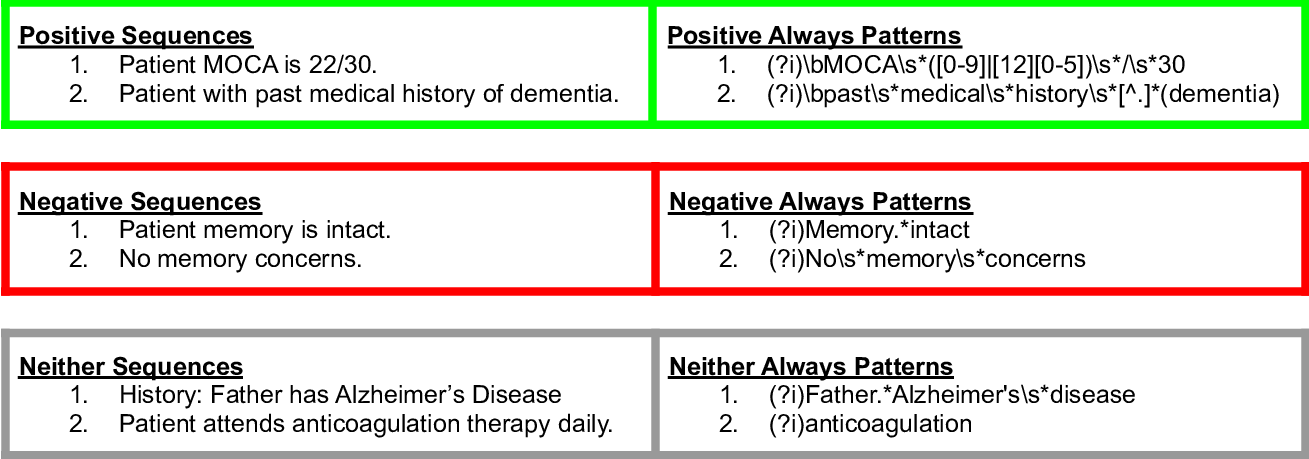 Positive Sequences
1. Patient MOCA is 22/30.
2. Patient with past medical history of dementia.
Positive Always Patterns
1. (?i)\bMOCA\s*([0-9]|[12][0-5])\s*/\s*30
2. (?i)\bpast\s*medical\s*history\s*[^.]*(dementia)
Negative Sequences
1. Patient memory is intact.
2. No memory concerns.
Negative Always Patterns
1. (?i)Memory.*intact
2. (?i)No\s*memory\s*concerns
Neither Sequences
1. History: Father has Alzheimer’s Disease
2. Patient attends anticoagulation therapy daily.
Neither Always Patterns
1. (?i)Father.*Alzheimer's\s*disease
2. (?i)anticoagulation